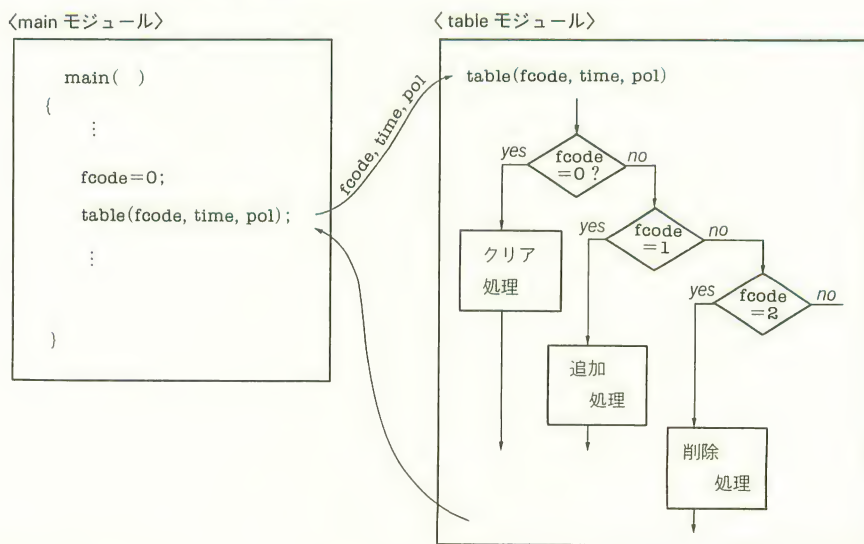 〈main モジュール〉
main( )
{
⋮
fcode=0;
table(fcode, time, pol);
⋮
}
fcode, time, pol
〈table モジュール〉
table(fcode, time, pol)
fcode
=0 ?
yes
no
クリア
処理
fcode
=1
yes
no
追加
処理
fcode
=2
yes
no
削除
処理